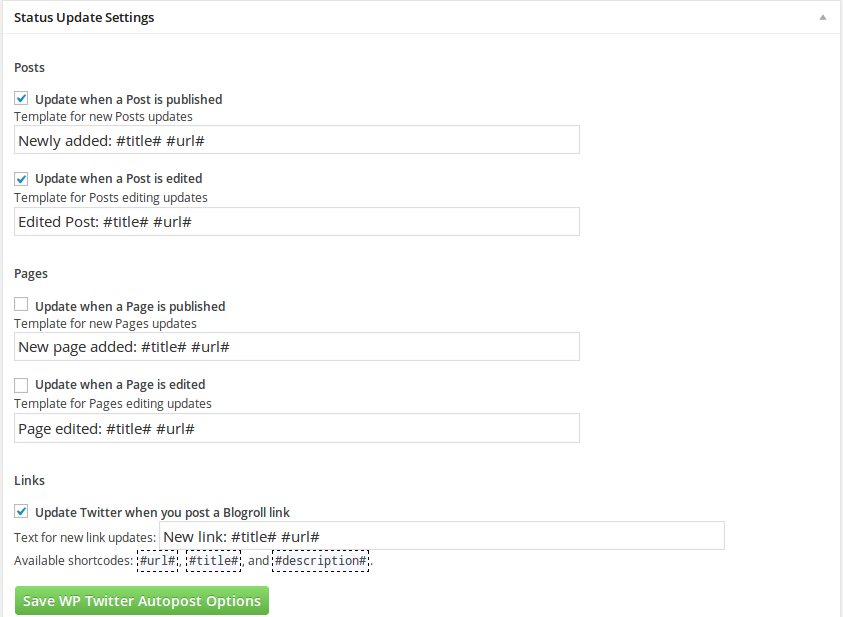 Status Update Settings
Posts
Update when a Post is published
Template for new Posts updates
Newly added: #title# #url#
Update when a Post is edited
Template for Posts editing updates
Edited Post: #title# #url#
Pages
Update when a Page is published
Template for new Pages updates
New page added: #title# #url#
Update when a Page is edited
Template for Pages editing updates
Page edited: #title# #url#
Links
Update Twitter when you post a Blogroll link
Text for new link updates: New link: #title# #url#
Available shortcodes: #url#, #title#, and #description#.
Save WP Twitter Autopost Options